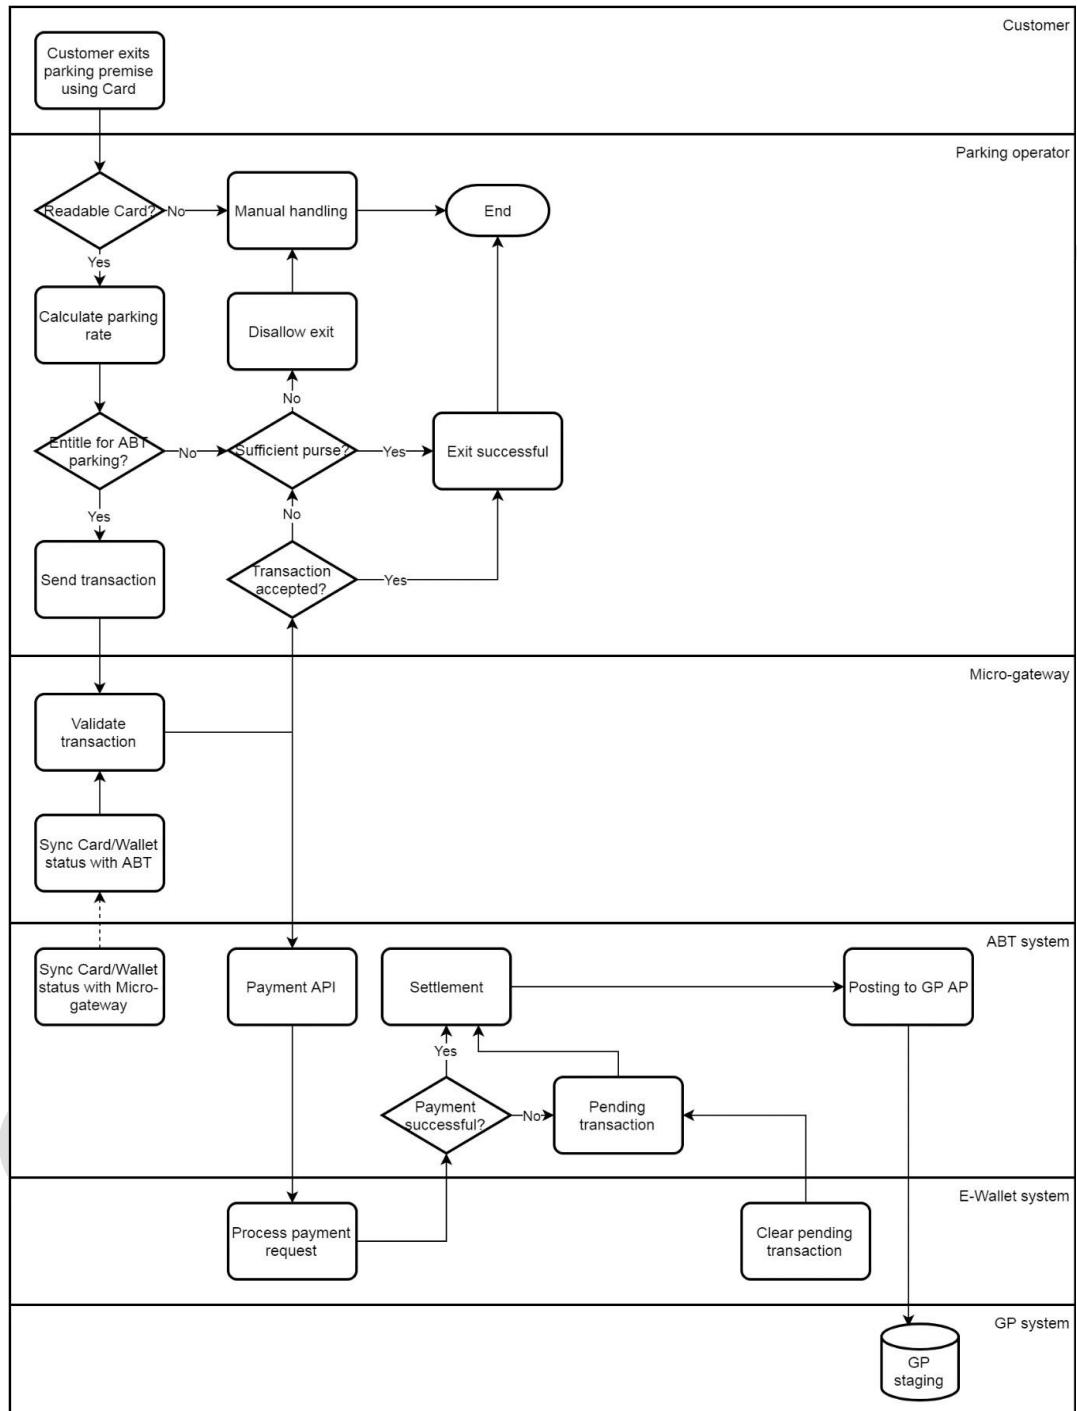 Customer
Customer exits
parking premise
using Card
Parking operator
Readable Card?
No
Manual handling
End
Yes
Calculate parking
rate
Disallow exit
No
Entitle for ABT
parking?
No
Sufficient purse?
Yes
Exit successful
Yes
No
Send transaction
Transaction
accepted?
Yes
Micro-gateway
Validate
transaction
Sync Card/Wallet
status with ABT
ABT system
Sync Card/Wallet
status with Micro-
gateway
Payment API
Settlement
Posting to GP AP
Yes
Payment
successful?
No
Pending
transaction
E-Wallet system
Process payment
request
Clear pending
transaction
GP system
GP
staging